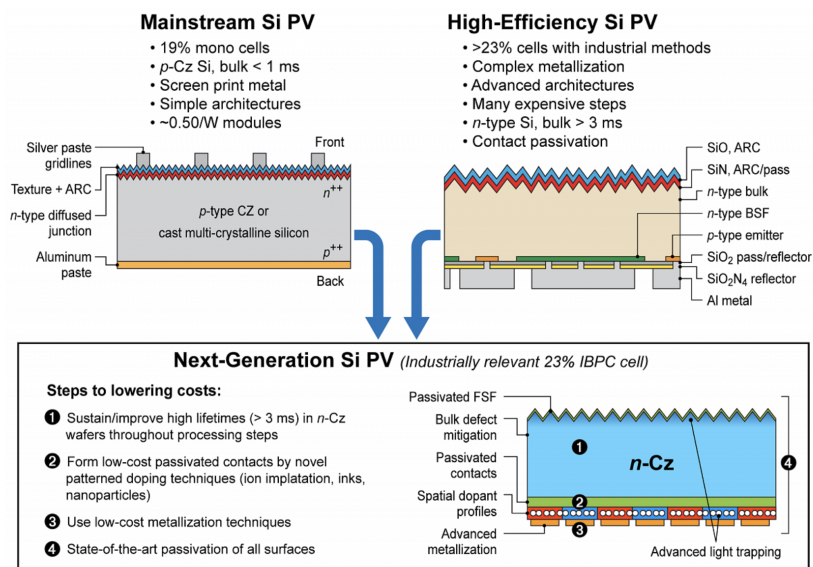 Mainstream Si PV
• 19% mono cells
• p-Cz Si, bulk < 1 ms
• Screen print metal
• Simple architectures
• ~0.50/W modules
Silver paste
gridlines
Front
Texture + ARC
n++
n-type diffused
junction
p-type CZ or
cast multi-crystalline silicon
Aluminum
paste
p++
Back
High-Efficiency Si PV
• >23% cells with industrial methods
• Complex metallization
• Advanced architectures
• Many expensive steps
• n-type Si, bulk > 3 ms
• Contact passivation
SiO, ARC
SiN, ARC/pass
n-type bulk
n-type BSF
p-type emitter
SiO2 pass/reflector
SiO2N4 reflector
Al metal
Next-Generation Si PV (Industrially relevant 23% IBPC cell)
Steps to lowering costs:
1 Sustain/improve high lifetimes (> 3 ms) in n-Cz
wafers throughout processing steps
2 Form low-cost passivated contacts by novel
patterned doping techniques (ion implatation, inks,
nanoparticles)
3 Use low-cost metallization techniques
4 State-of-the-art passivation of all surfaces
Passivated FSF
Bulk defect
mitigation
Passivated
contacts
Spatial dopant
profiles
Advanced
metallization
1
n-Cz
2
3
4
Advanced light trapping